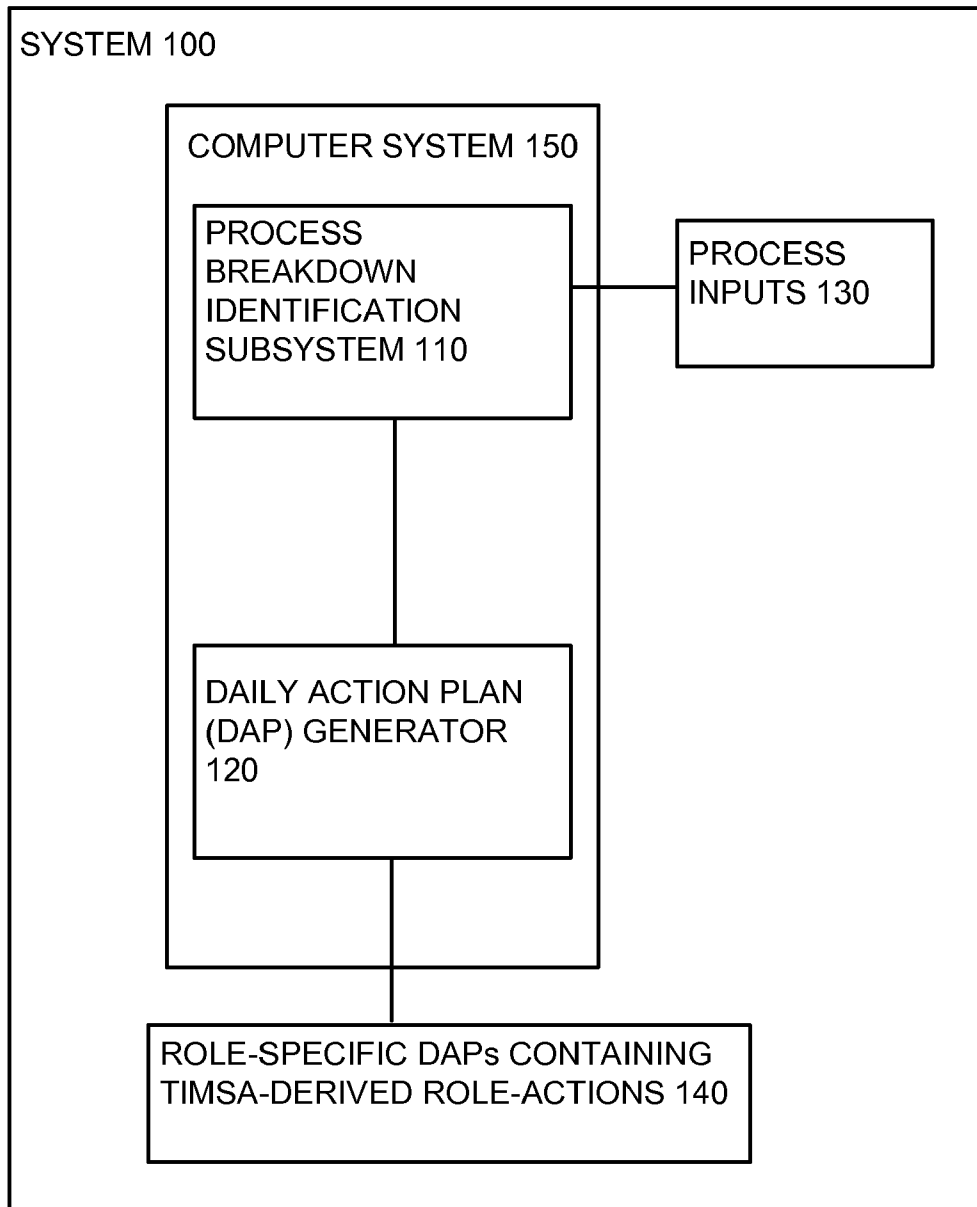 SYSTEM 100
COMPUTER SYSTEM 150
PROCESS
BREAKDOWN
IDENTIFICATION
SUBSYSTEM 110
PROCESS
INPUTS 130
DAILY ACTION PLAN
(DAP) GENERATOR
120
ROLE-SPECIFIC DAPs CONTAINING
TIMSA-DERIVED ROLE-ACTIONS 140